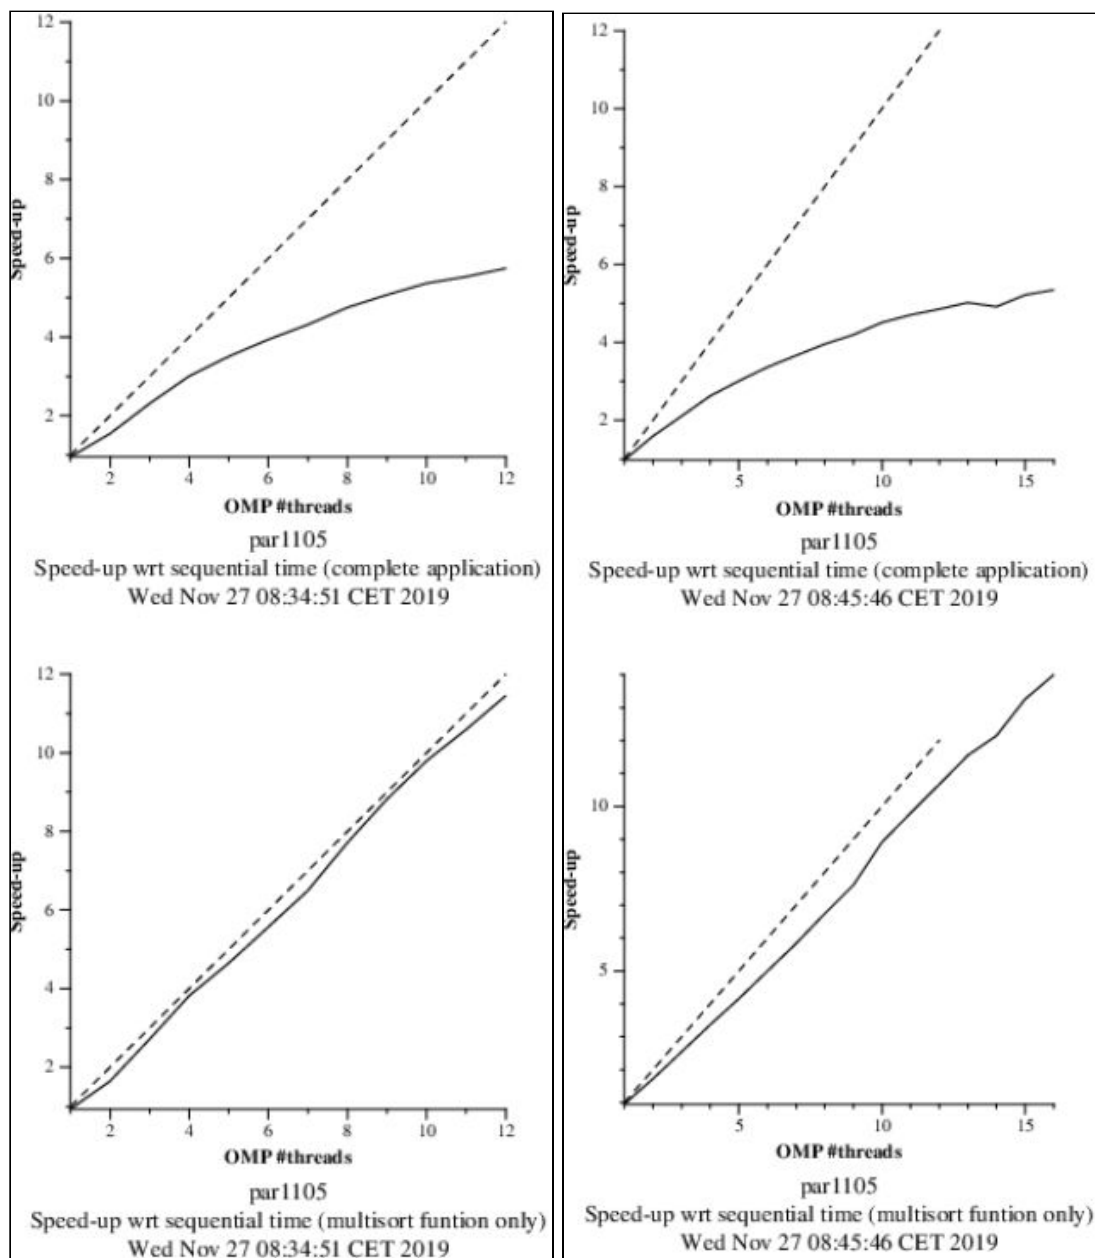 12
10
8
6
4
2
Speed-up
2 4 6 8 10 12
OMP #threads
par1105
Speed-up wrt sequential time (complete application)
Wed Nov 27 08:34:51 CET 2019
12
10
8
6
4
2
Speed-up
5 10 15
OMP #threads
par1105
Speed-up wrt sequential time (complete application)
Wed Nov 27 08:45:46 CET 2019
12
10
8
6
4
2
Speed-up
2 4 6 8 10 12
OMP #threads
par1105
Speed-up wrt sequential time (multisort funtion only)
Wed Nov 27 08:34:51 CET 2019
10
5
Speed-up
5 10 15
OMP #threads
par1105
Speed-up wrt sequential time (multisort funtion only)
Wed Nov 27 08:45:46 CET 2019